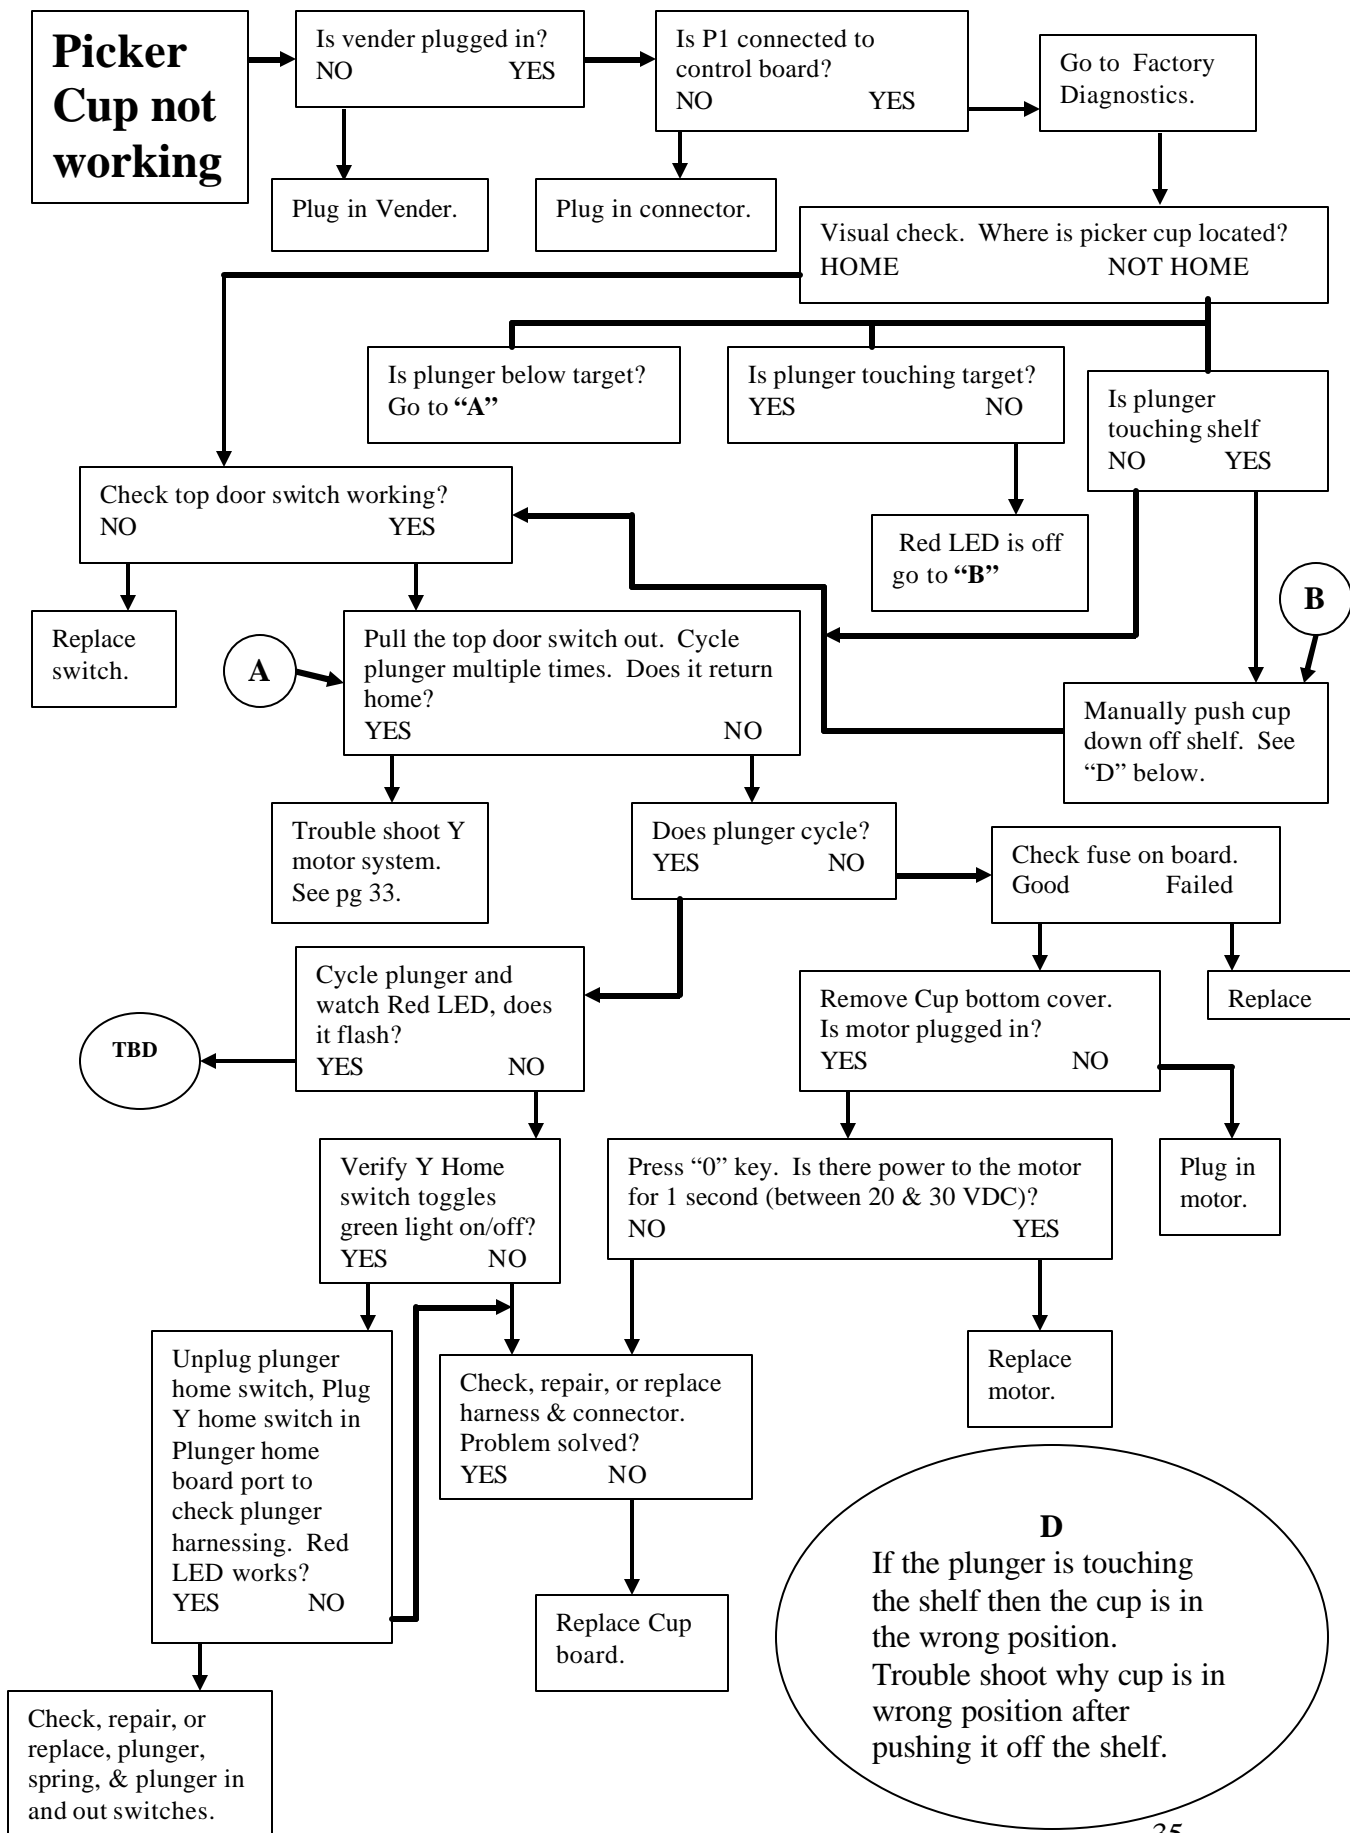 Picker
Cup not
working
Is vender plugged in?
NO YES
Is P1 connected to
control board?
NO YES
Go to Factory
Diagnostics.
Plug in Vender.
Plug in connector.
Visual check. Where is picker cup located?
HOME NOT HOME
Is plunger below target?
Go to “A”
Is plunger touching target?
YES NO
Is plunger
touching shelf
NO YES
Check top door switch working?
NO YES
Red LED is off
go to “B”
B
Replace
switch.
A
Pull the top door switch out. Cycle
plunger multiple times. Does it return
home?
YES NO
Manually push cup
down off shelf. See
“D” below.
Trouble shoot Y
motor system.
See pg 33.
Does plunger cycle?
YES NO
Check fuse on board.
Good Failed
Cycle plunger and
watch Red LED, does
it flash?
YES NO
Remove Cup bottom cover.
Is motor plugged in?
YES NO
Replace
TBD
Verify Y Home
switch toggles
green light on/off?
YES NO
Press “0” key. Is there power to the motor
for 1 second (between 20 & 30 VDC)?
NO YES
Plug in
motor.
Unplug plunger
home switch, Plug
Y home switch in
Plunger home
board port to
check plunger
harnessing. Red
LED works?
YES NO
Check, repair, or replace
harness & connector.
Problem solved?
YES NO
Replace
motor.
Replace Cup
board.
D
If the plunger is touching
the shelf then the cup is in
the wrong position.
Trouble shoot why cup is in
wrong position after
pushing it off the shelf.
Check, repair, or
replace, plunger,
spring, & plunger in
and out switches.
35